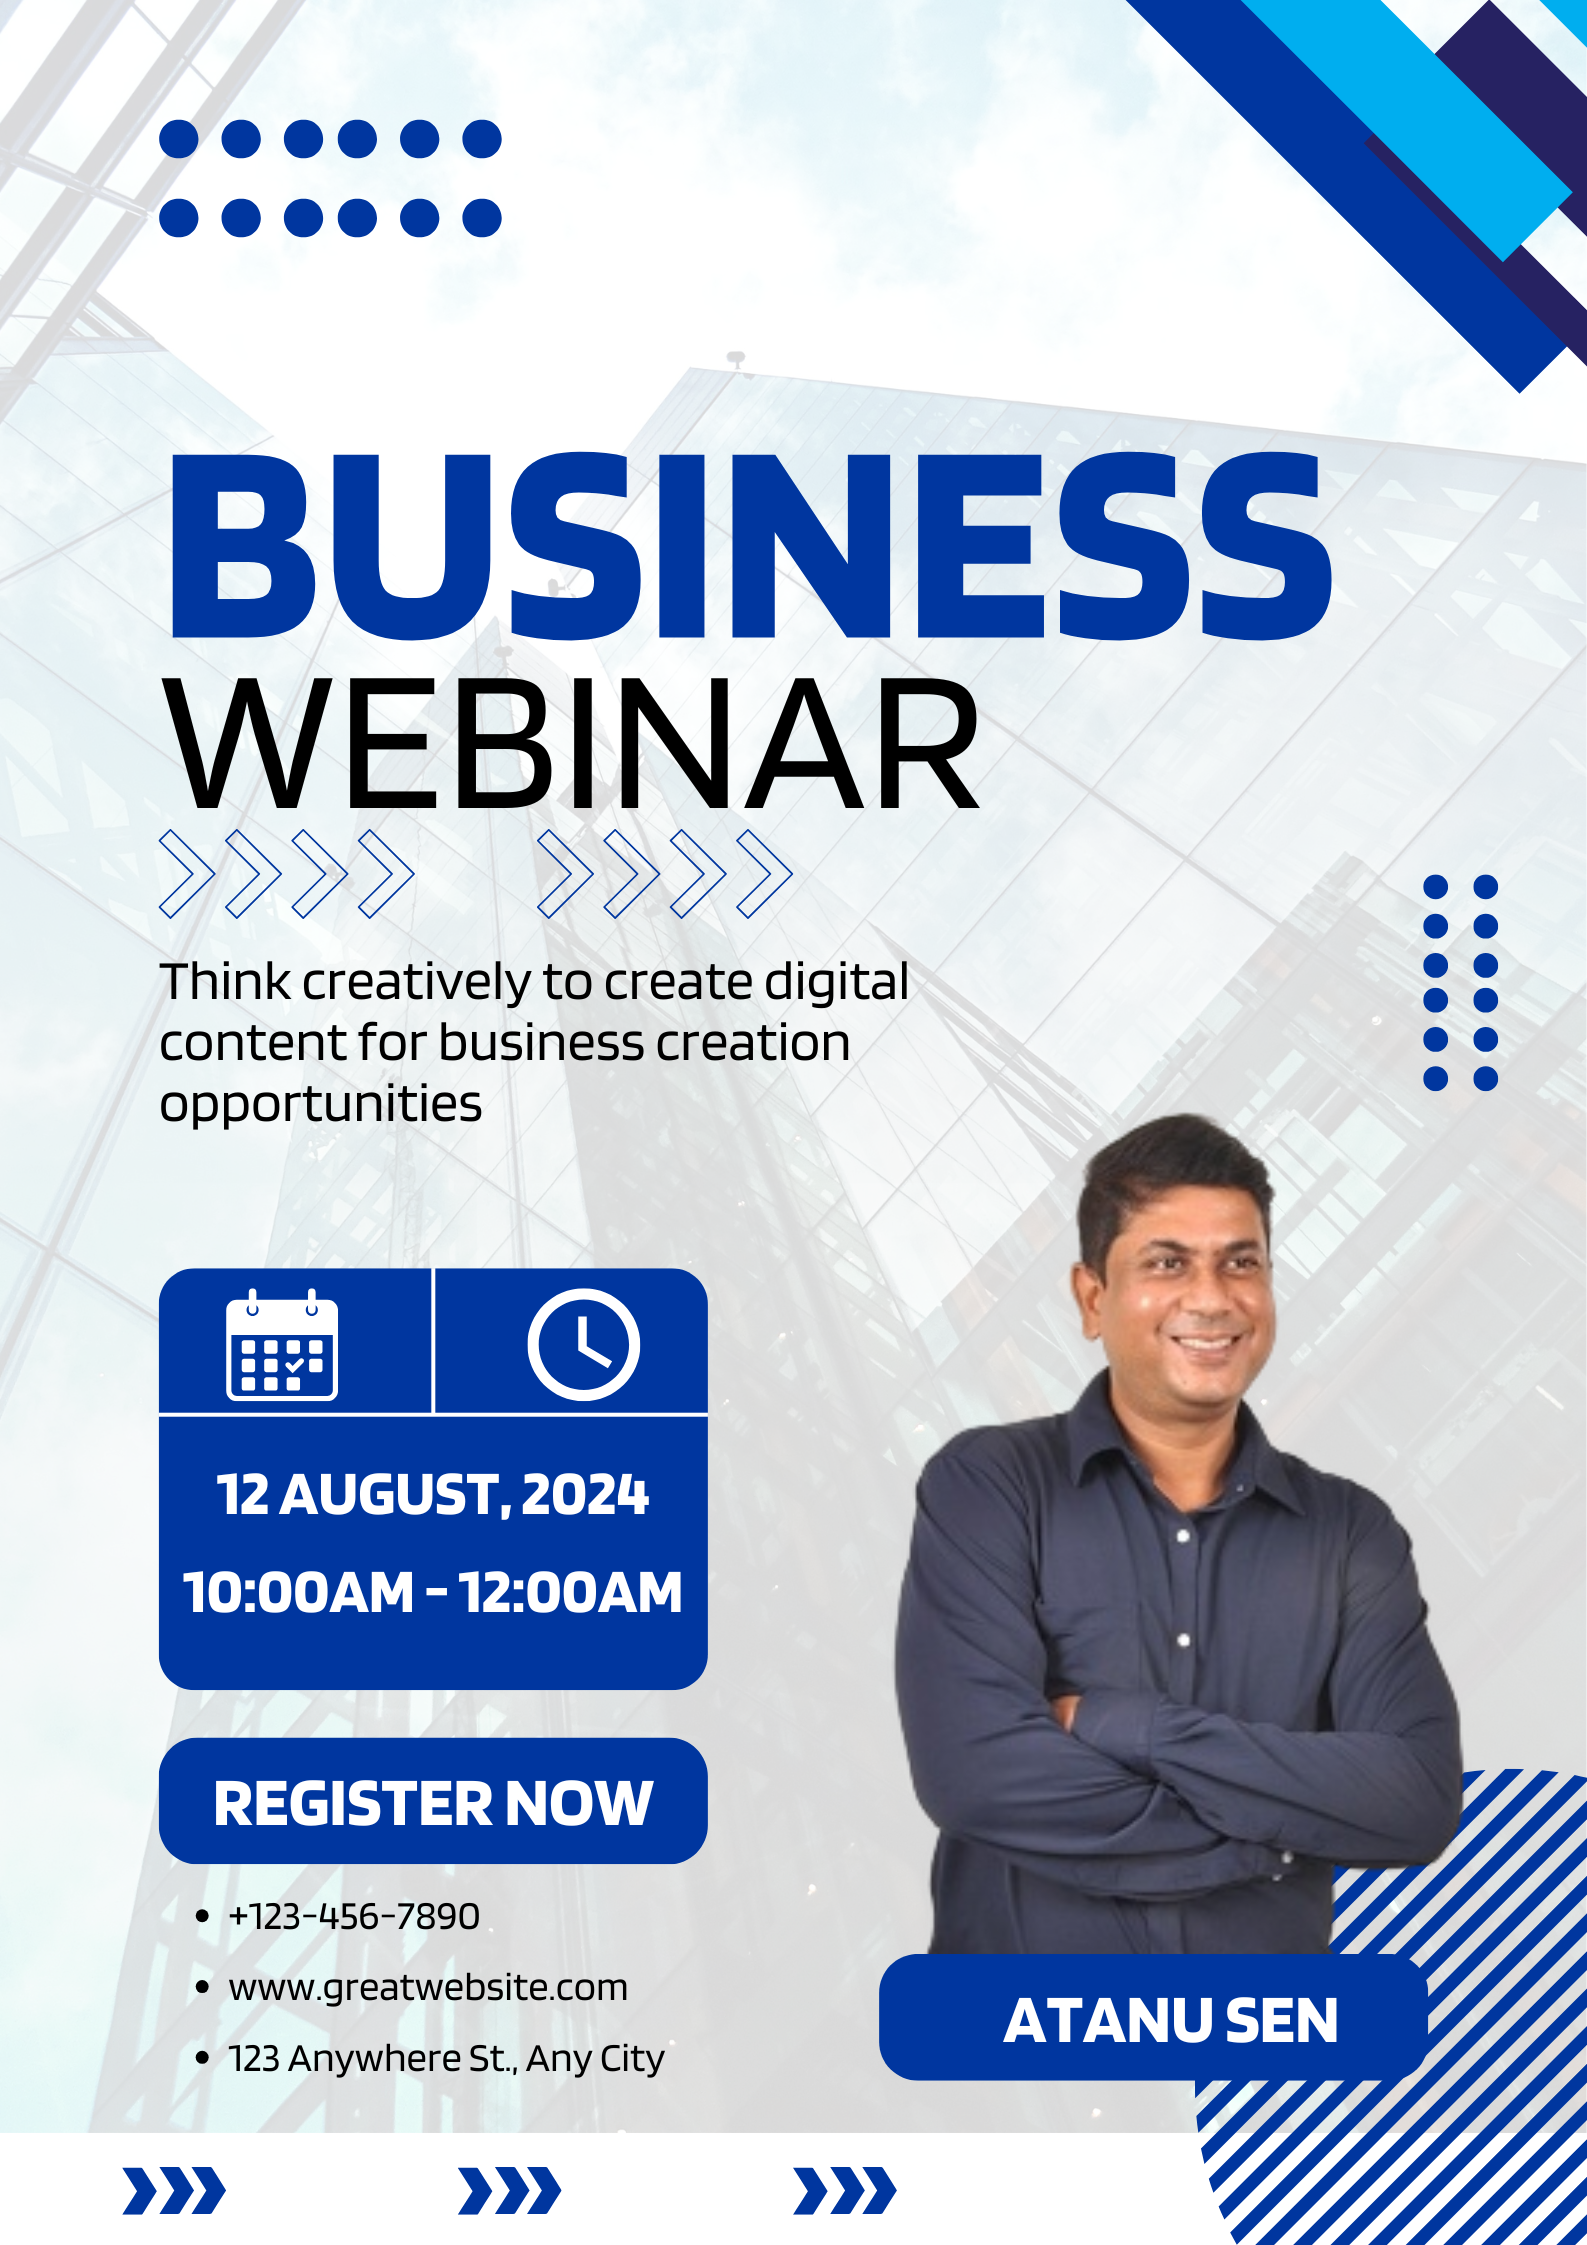 BUSINESS
WEBINAR
Think creatively to create digital
content for business creation
opportunities
12 AUGUST, 2024
10:00AM - 12:00AM
REGISTER NOW
+123-456-7890
www.greatwebsite.com
123 Anywhere St., Any City
ATANU SEN